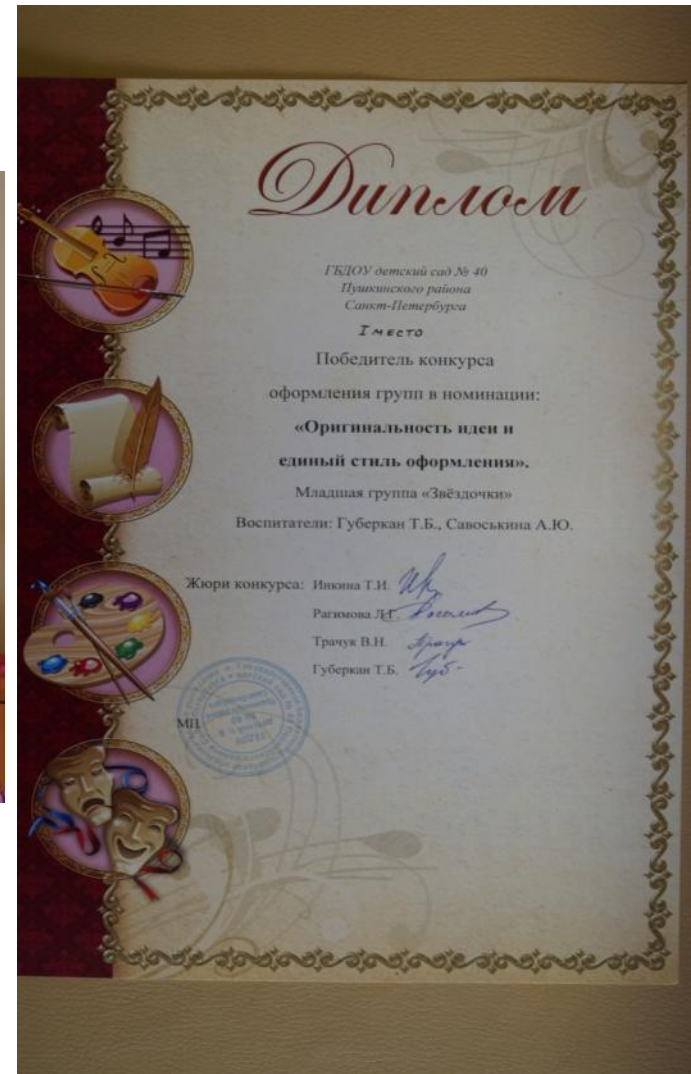 Диплом
ГБДОУ детский сад № 40
Пушкинского района
Санкт-Петербурга
I МЕСТО
Победитель конкурса
оформления групп в номинации:
«Оригинальность идеи и
единый стиль оформления».
Младшая группа «Звёздочки»
Воспитатели: Губеркан Т.Б., Савоськина А.Ю.
Жюри конкурса: Инкина Т.И.
Рагимова Л.Г.
Трачук В.Н.
Губеркан Т.Б.
МП